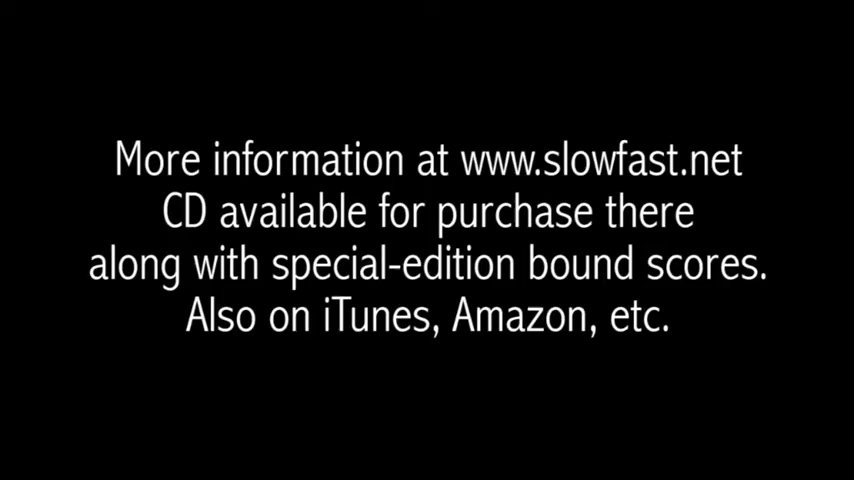 More information at www.slowfast.net
CD available for purchase there
along with special-edition bound scores.
Also on iTunes, Amazon, etc.